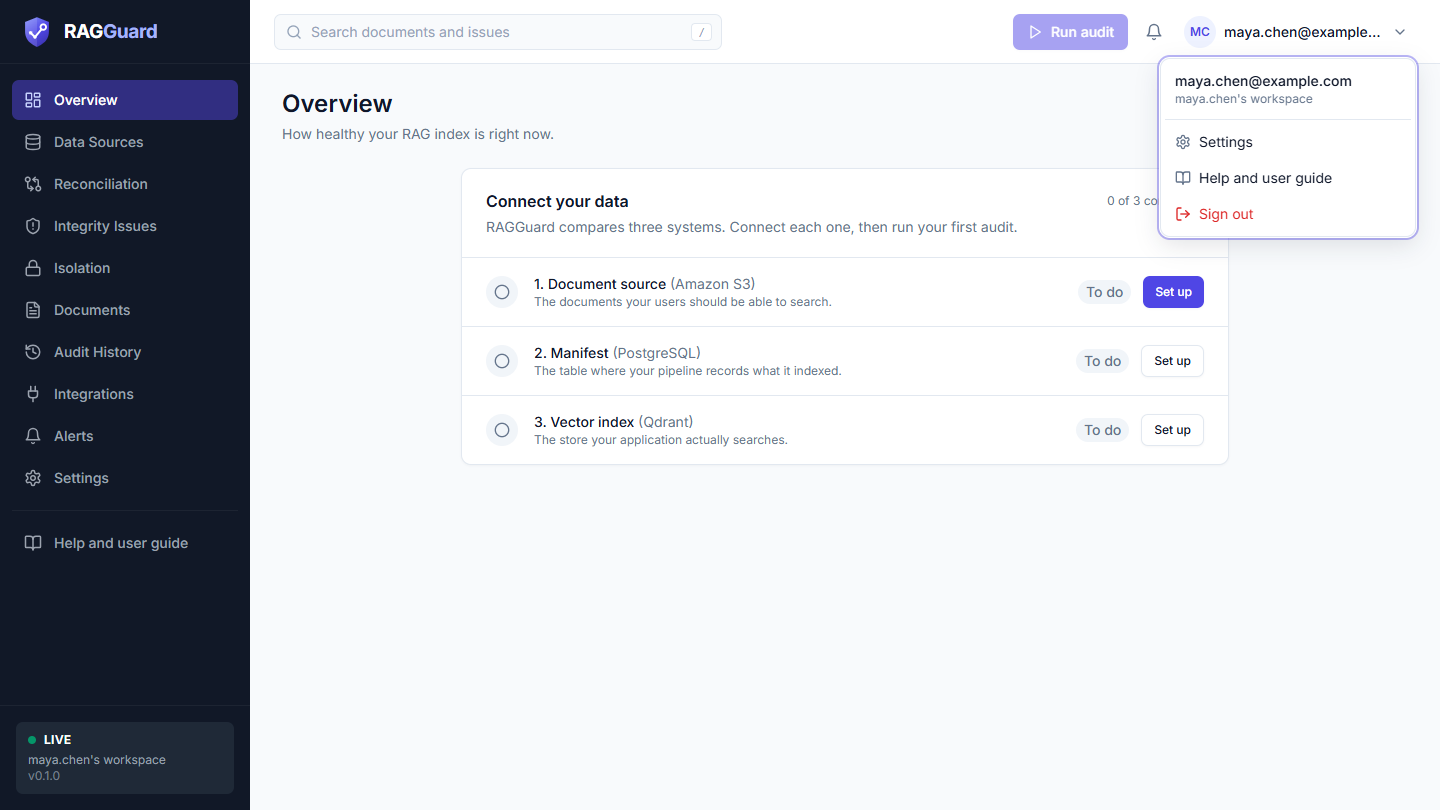 RAGGuard
Search documents and issues
/
Run audit
MC
maya.chen@example...
maya.chen@example.com
maya.chen's workspace
Settings
Help and user guide
Sign out
Overview
Data Sources
Reconciliation
Integrity Issues
Isolation
Documents
Audit History
Integrations
Alerts
Settings
Help and user guide
LIVE
maya.chen's workspace
v0.1.0
Overview
How healthy your RAG index is right now.
Connect your data
0 of 3 co
RAGGuard compares three systems. Connect each one, then run your first audit.
1. Document source (Amazon S3)
The documents your users should be able to search.
To do
Set up
2. Manifest (PostgreSQL)
The table where your pipeline records what it indexed.
To do
Set up
3. Vector index (Qdrant)
The store your application actually searches.
To do
Set up